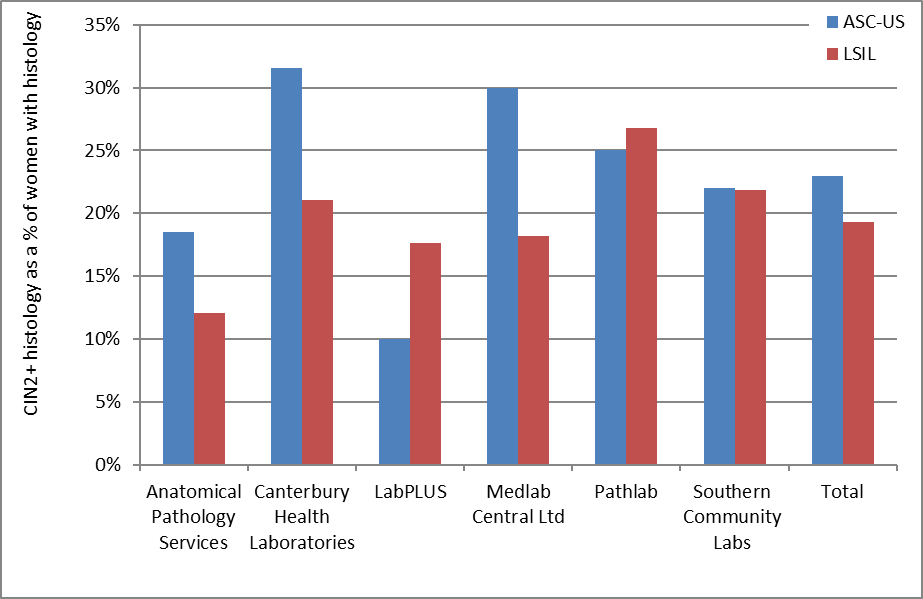 CIN2+ histology as a % of women with histology
35%
30%
25%
20%
15%
10%
5%
0%
ASC-US
LSIL
Anatomical
Pathology
Services
Canterbury
Health
Laboratories
LabPLUS
Medlab
Central Ltd
Pathlab
Southern
Community
Labs
Total